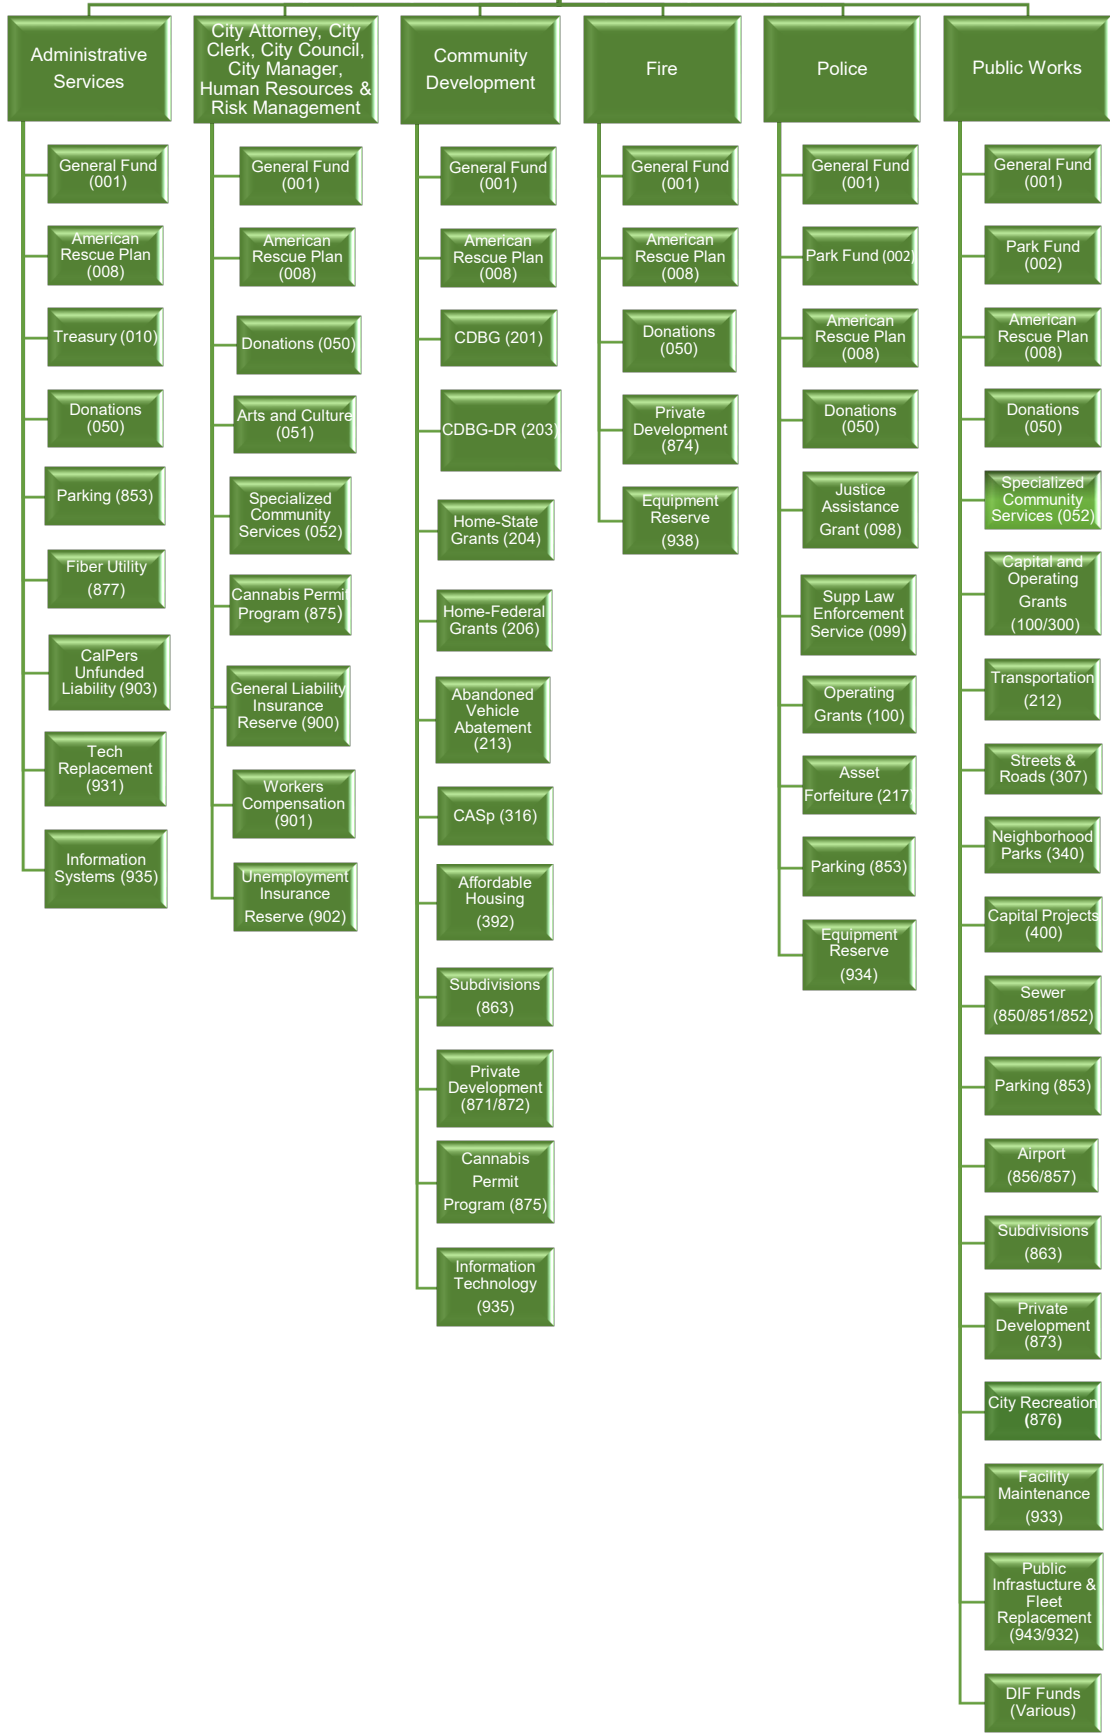 Administrative
Services
General Fund
(001)
American
Rescue Plan
(008)
Treasury (010)
Donations
(050)
Parking (853)
Fiber Utility
(877)
CalPers
Unfunded
Liability (903)
Tech
Replacement
(931)
Information
Systems (935)
City Attorney, City
Clerk, City Council,
City Manager,
Human Resources &
Risk Management
General Fund
(001)
American
Rescue Plan
(008)
Donations (050)
Arts and Culture
(051)
Specialized
Community
Services (052)
Cannabis Permi
Program (875)
General Liability
Insurance
Reserve (900)
Workers
Compensation
(901)
Unemployment
Insurance
Reserve (902)
Community
Development
General Fund
(001)
American
Rescue Plan
(008)
CDBG (201)
CDBG-DR (203)
Home-State
Grants (204)
Home-Federal
Grants (206)
Abandoned
Vehicle
Abatement
(213)
CASp (316)
Affordable
Housing
(392)
Subdivisions
(863)
Private
Development
(871/872)
Cannabis
Permit
Program (875)
Information
Technology
(935)
Fire
General Fund
(001)
American
Rescue Plan
(008)
Donations
(050)
Private
Development
(874)
Equipment
Reserve
(938)
Police
General Fund
(001)
Park Fund (002)
American
Rescue Plan
(008)
Donations
(050)
Justice
Assistance
Grant (098)
Supp Law
Enforcement
Service (099)
Operating
Grants (100)
Asset
Forfeiture (217)
Parking (853)
Equipment
Reserve
(934)
Public Works
General Fund
(001)
Park Fund
(002)
American
Rescue Plan
(008)
Donations
(050)
Specialized
Community
Services (052)
Capital and
Operating
Grants
(100/300)
Transportation
(212)
Streets &
Roads (307)
Neighborhood
Parks (340)
Capital Projects
(400)
Sewer
(850/851/852)
Parking (853)
Airport
(856/857)
Subdivisions
(863)
Private
Development
(873)
City Recreation
(876)
Facility
Maintenance
(933)
Public
Infrastucture &
Fleet
Replacement
(943/932)
DIF Funds
(Various)